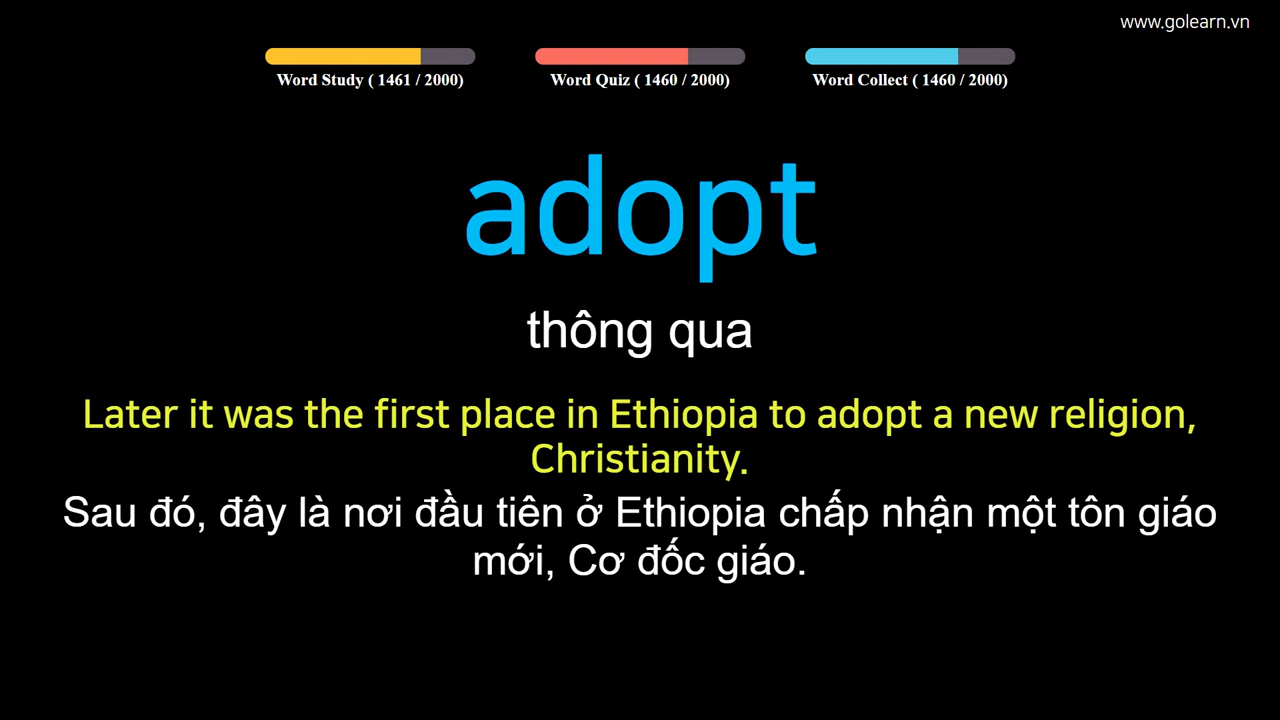 www.golearn.vn
Word Study ( 1461 / 2000) Word Quiz ( 1460 / 2000) Word Collect ( 1460 / 2000)
adopt
thông qua
Later it was the first place in Ethiopia to adopt a new religion,
Christianity.
Sau đó, đây là nơi đầu tiên ở Ethiopia chấp nhận một tôn giáo
mới, Cơ đốc giáo.